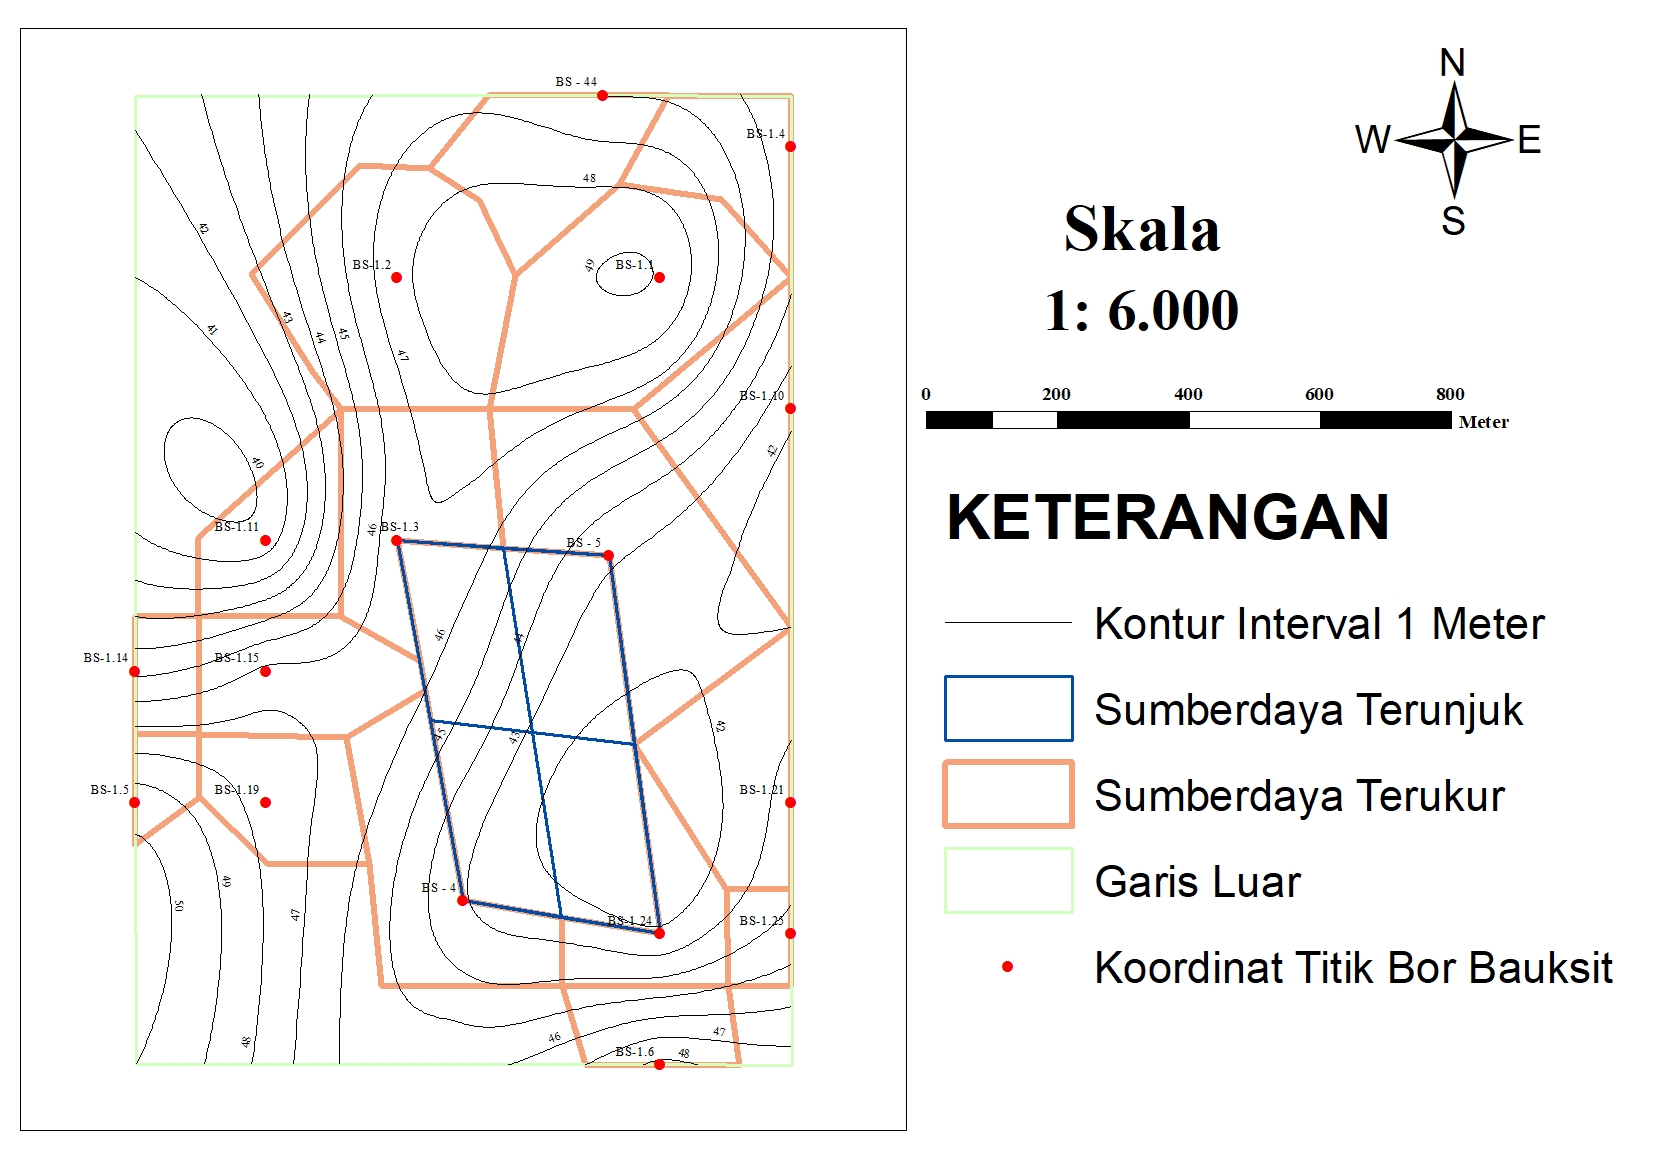 BS - 44
BS-1.4
48
42
BS-1.2
49
BS-1.1
41
43
44
45
47
BS-1.10
42
40
BS-1.11
46
BS-1.3
BS - 5
46
44
BS-1.14
BS-1.15
45
43
42
BS-1.5
BS-1.19
BS-1.21
49
BS - 4
50
47
BS-1.24
BS-1.25
48
46
47
BS-1.6
48
N
W
E
S
Skala
1: 6.000
0 200 400 600 800
Meter
KETERANGAN
Kontur Interval 1 Meter
Sumberdaya Terunjuk
Sumberdaya Terukur
Garis Luar
Koordinat Titik Bor Bauksit